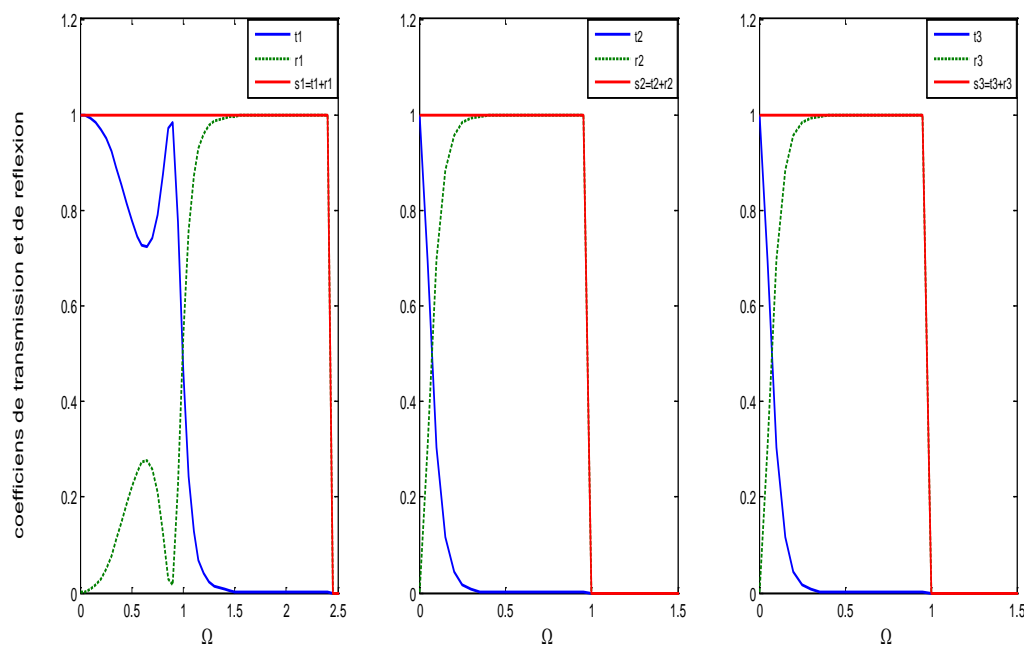 coefficiens de transmission et de reflexion
1.2
1
0.8
0.6
0.4
0.2
0
0 0.5 1 1.5 2 2.5
Ω
t1
r1
s1=t1+r1
1.2
1
0.8
0.6
0.4
0.2
0
0 0.5 1 1.5
Ω
t2
r2
s2=t2+r2
1.2
1
0.8
0.6
0.4
0.2
0
0 0.5 1 1.5
Ω
t3
r3
s3=t3+r3